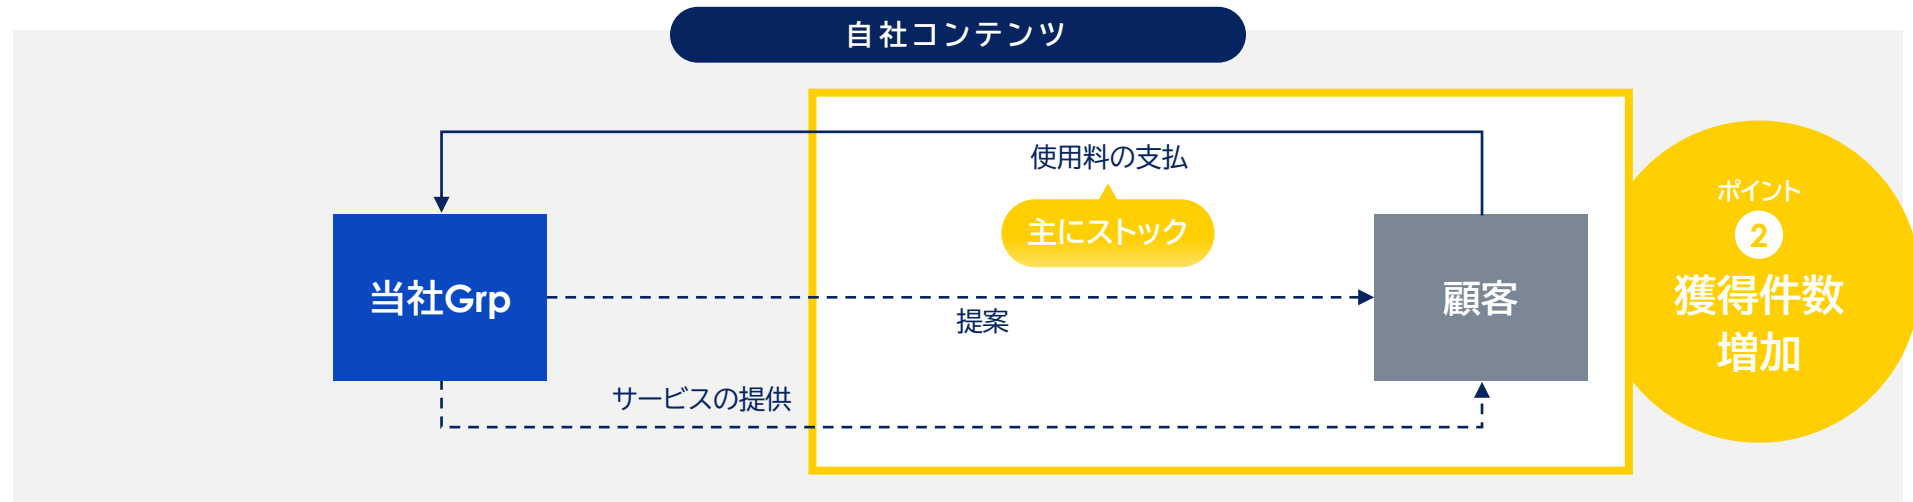 自社コンテンツ
使用料の支払
主にストック
当社Grp
提案
サービスの提供
顧客
ポイント
2
獲得件数
増加